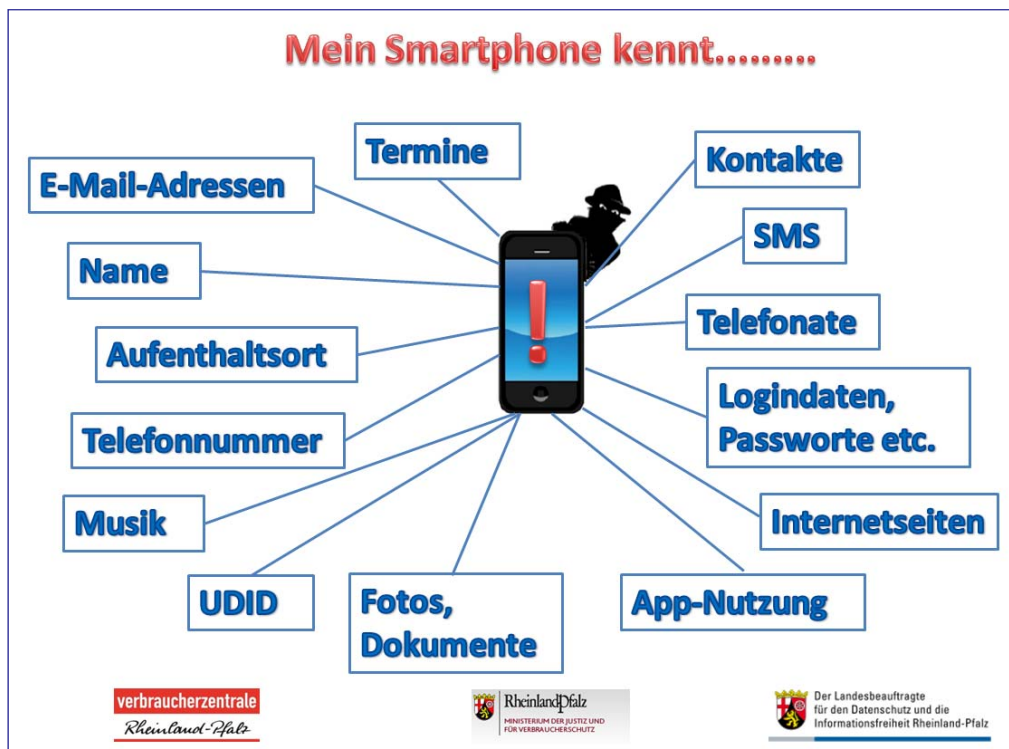 Mein Smartphone kennt.........
Termine
Kontakte
E-Mail-Adressen
SMS
Name
Telefonate
Aufenthaltsort
Logindaten,
Passworte etc.
Telefonnummer
Musik
Internetseiten
UDID
Fotos,
Dokumente
App-Nutzung
verbraucherzentrale
Rheinland-Pfalz
RheinlandPfalz
MINISTERIUM DER JUSTIZ UND
FÜR VERBRAUCHERSCHUTZ
Der Landesbeauftragte
für den Datenschutz und die
Informationsfreiheit Rheinland-Pfalz